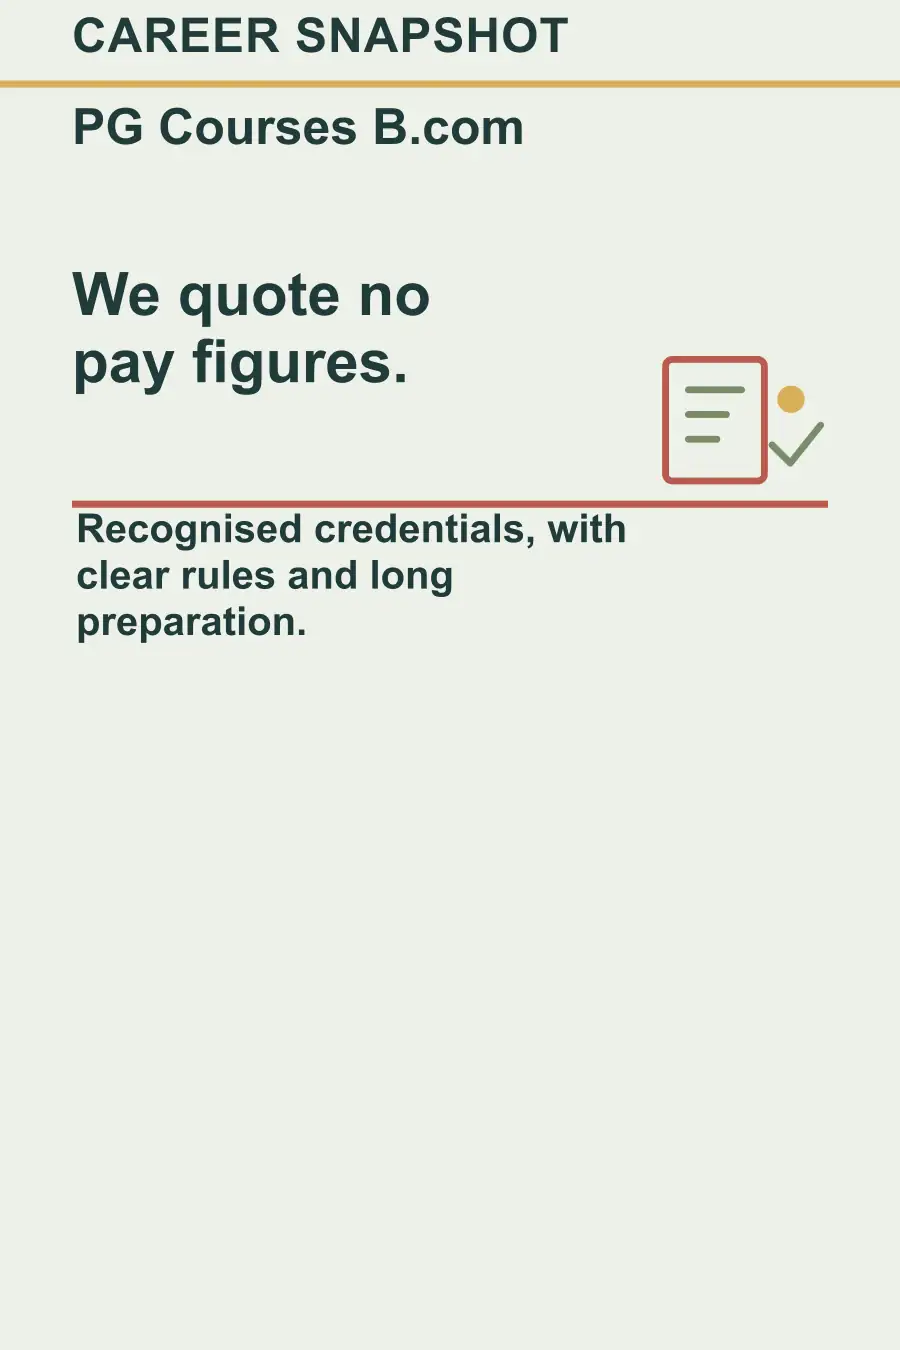 CAREER SNAPSHOT
PG Courses B.com
We quote no
pay figures.
Recognised credentials, with
clear rules and long
preparation.